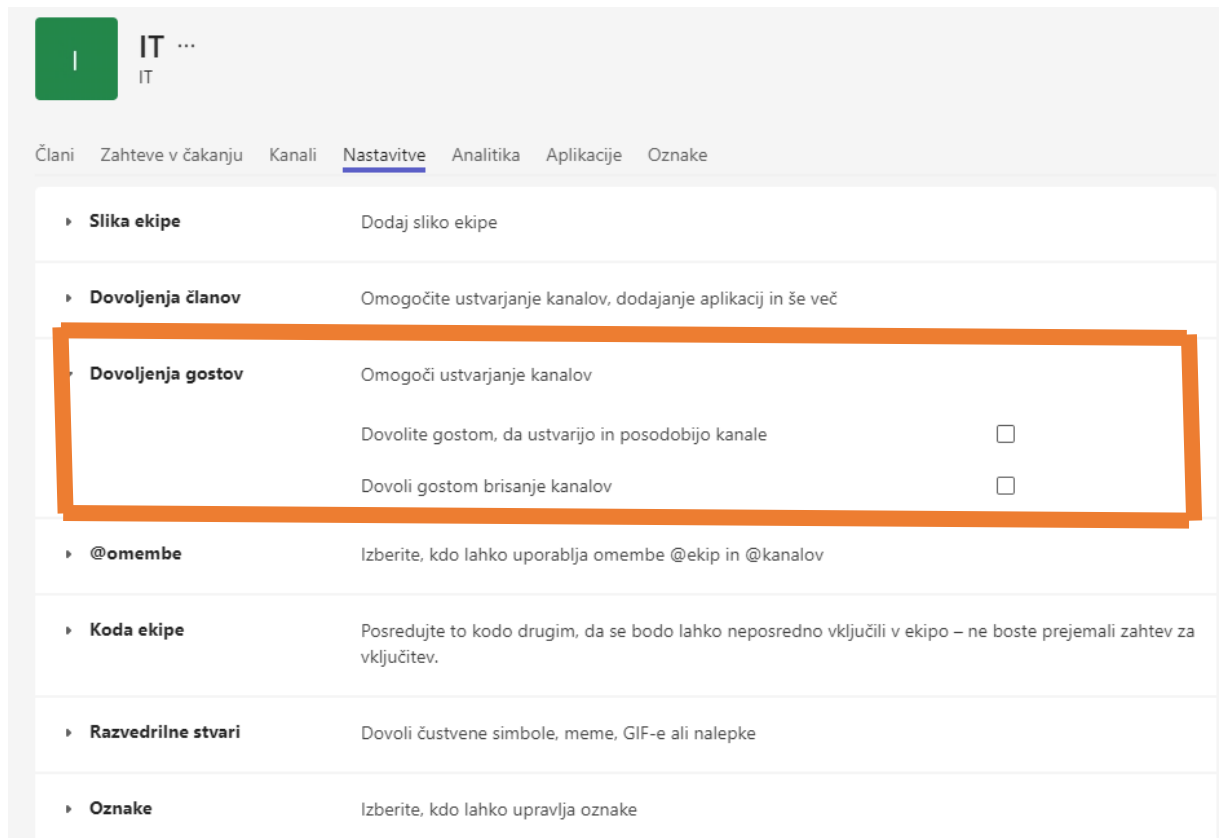 I
IT ...
IT
Člani Zahteve v čakanju Kanali Nastavitve Analitika Aplikacije Oznake
Slika ekipe Dodaj sliko ekipe
Dovoljenja članov Omogočite ustvarjanje kanalov, dodajanje aplikacij in še več
Dovoljenja gostov Omogoči ustvarjanje kanalov
Dovolite gostom, da ustvarijo in posodobijo kanale
Dovoli gostom brisanje kanalov
@omembe Izberite, kdo lahko uporablja omembe @ekip in @kanalov
Koda ekipe Posredujte to kodo drugim, da se bodo lahko neposredno vključili v ekipo – ne boste prejemali zahtev za
vključitev.
Razvedrilne stvari Dovoli čustvene simbole, meme, GIF-e ali nalepke
Oznake Izberite, kdo lahko upravlja oznake